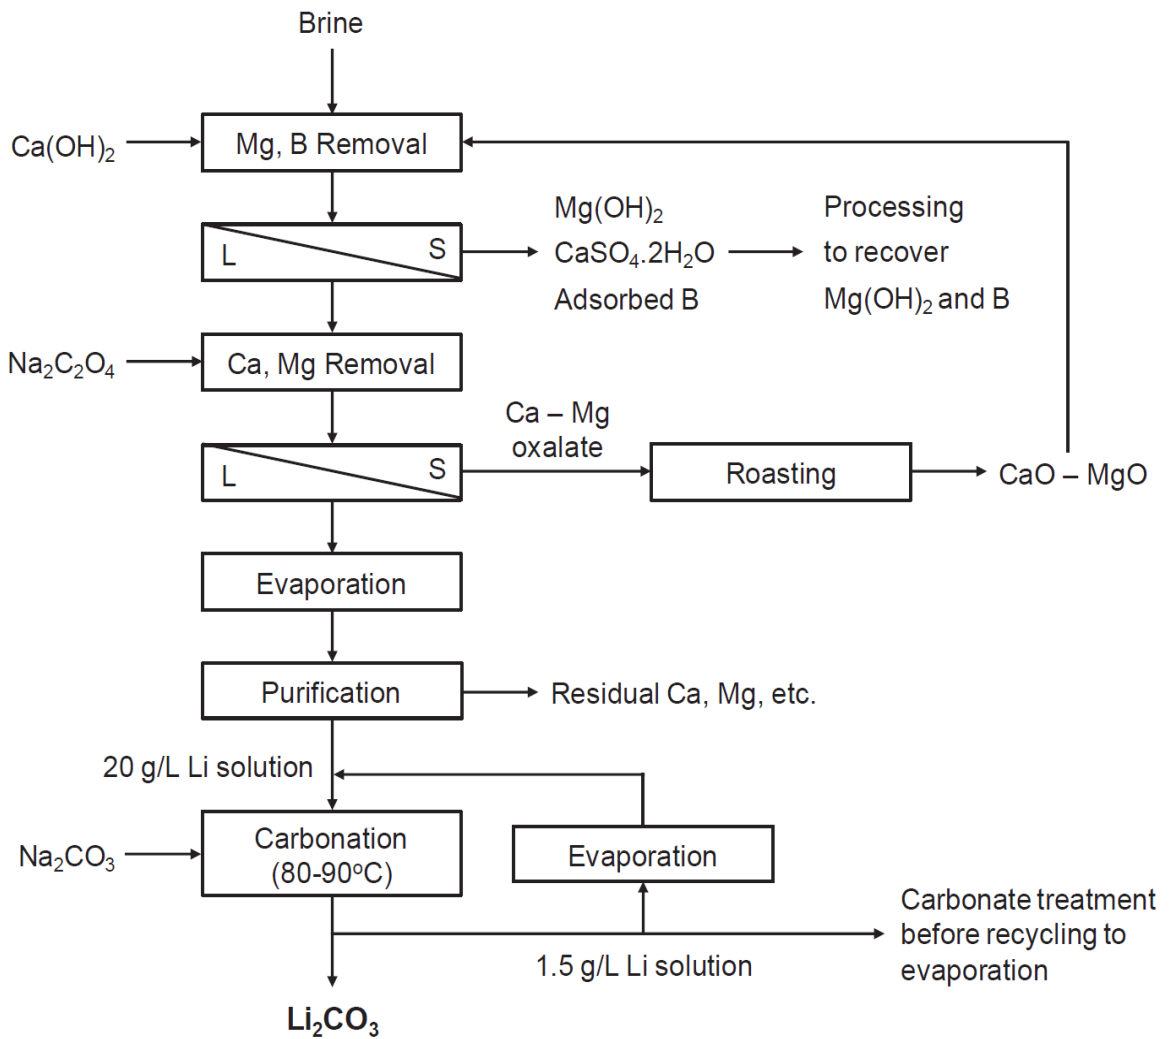 Brine
Ca(OH)₂
Mg, B Removal
L
S
Mg(OH)₂
CaSO₄.2H₂O
Adsorbed B
Processing
to recover
Mg(OH)₂ and B
Na₂C₂O₄
Ca, Mg Removal
L
S
Ca – Mg
oxalate
Roasting
CaO – MgO
Evaporation
Purification
Residual Ca, Mg, etc.
20 g/L Li solution
Na₂CO₃
Carbonation
(80-90ᵒC)
Evaporation
1.5 g/L Li solution
Carbonate treatment
before recycling to
evaporation
Li₂CO₃